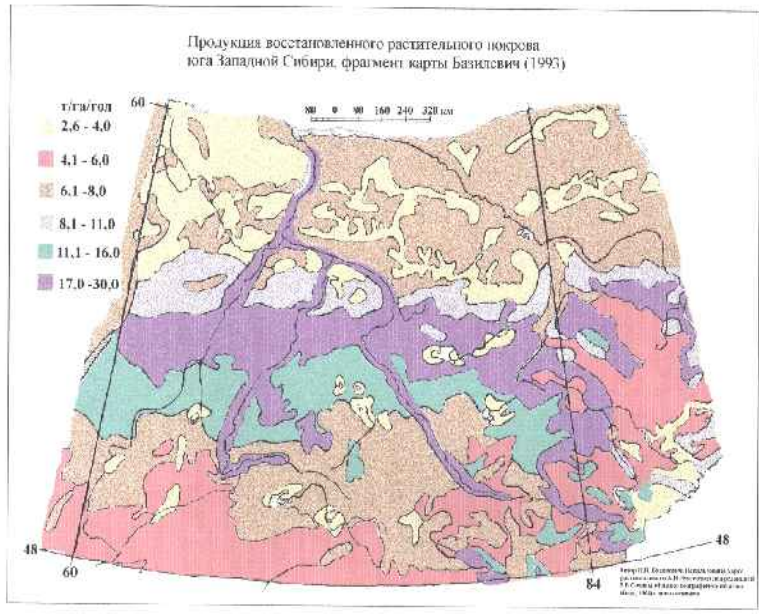 Продукция восстановленного растительного покрова
юга Западной Сибири, фрагмент карты Базилевич (1993)
т/га/год
2,6 - 4,0
4,1 - 6,0
6,1 -8,0
8,1 - 11,0
11,1 - 16,0
17,0 -30,0
60
80 0 80 160 240 320 км
48
60
84
48